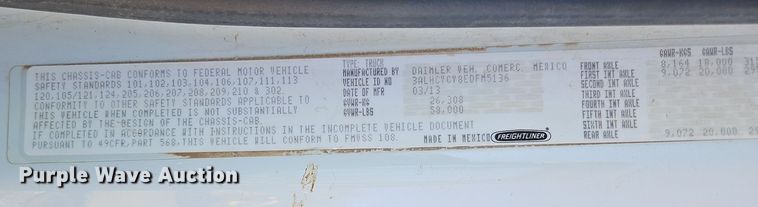 THIS CHASSIS-CAB CONFORMS TO FEDERAL MOTOR VEHICLE
SAFETY STANDARDS 101,102,103,104,106,107,111,113
120,105/121,124,205,206,207,208,209,210 & 302.
CONFORMITY TO OTHER SAFETY STANDARDS APPLICABLE TO
THIS VEHICLE WHEN COMPLETED IS NOT SUBSTANTIALLY
AFFECTED BY THE DESIGN OF THE CHASSIS-CAB.
IF COMPLETED IN ACCORDANCE WITH INSTRUCTIONS IN THE INCOMPLETE VEHICLE DOCUMENT
PURSUANT TO 49CFR,PART 568,THIS VEHICLE WILL CONFORM TO FMVSS 108.
TYPE: TRUCK
MANUFACTURED BY DAIMLER VEH. COMERC. MEXICO
VEHICLE ID NO 3ALHCYCY8EDFM5136
DATE OF MFR 03/13
GVWR-KG 26,308
GVWR-LBS 58,000
MADE IN MEXICO FREIGHTLINER
GAWR-KGS GAWR-LBS
FRONT AXLE 8,164 18,000
FIRST INT AXLE 9,072 20,000
SECOND INT AXLE
THIRD INT AXLE
FOURTH INT AXLE
FIFTH INT AXLE
SIXTH INT AXLE
REAR AXLE 9,072 20,000
Purple Wave Auction